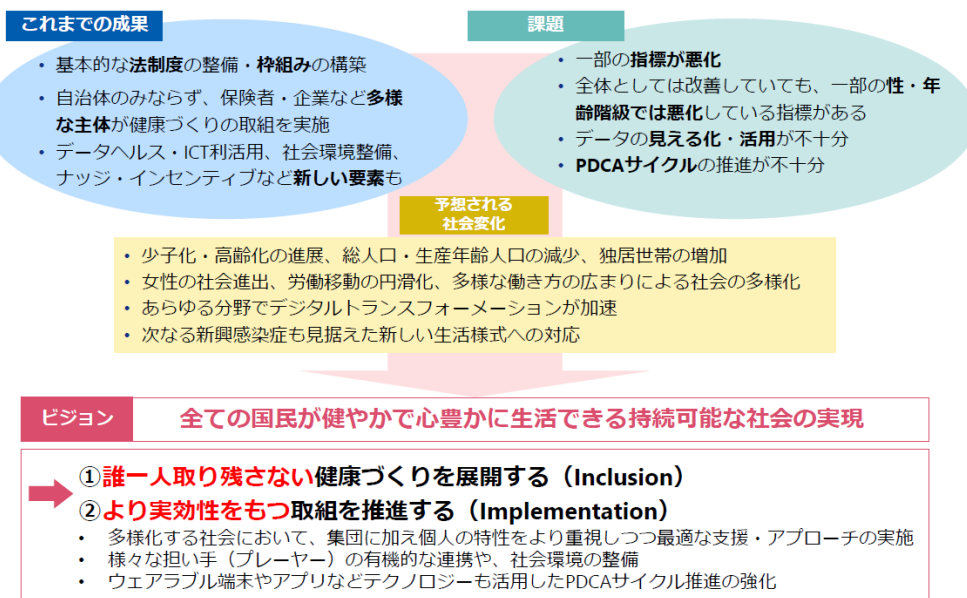 これまでの成果
• 基本的な法制度の整備・枠組みの構築
• 自治体のみならず、保険者・企業など多様
な主体が健康づくりの取組を実施
• データヘルス・ICT利活用、社会環境整備、
ナッジ・インセンティブなど新しい要素も
課題
• 一部の指標が悪化
• 全体としては改善していても、一部の性・年
齢階級では悪化している指標がある
• データの見える化・活用が不十分
• PDCAサイクルの推進が不十分
予想される
社会変化
• 少子化・高齢化の進展、総人口・生産年齢人口の減少、独居世帯の増加
• 女性の社会進出、労働移動の円滑化、多様な働き方の広まりによる社会の多様化
• あらゆる分野でデジタルトランスフォーメーションが加速
• 次なる新興感染症も見据えた新しい生活様式への対応
ビジョン
全ての国民が健やかで心豊かに生活できる持続可能な社会の実現
①誰一人取り残さない健康づくりを展開する（Inclusion）
②より実効性をもつ取組を推進する（Implementation）
• 多様化する社会において、集団に加え個人の特性をより重視しつつ最適な支援・アプローチの実施
• 様々な担い手（プレーヤー）の有機的な連携や、社会環境の整備
• ウェアラブル端末やアプリなどテクノロジーも活用したPDCAサイクル推進の強化